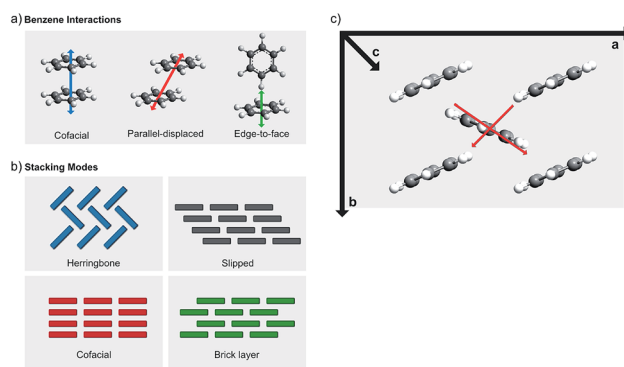 a) Benzene Interactions
Cofacial
Parallel-displaced
Edge-to-face
b) Stacking Modes
Herringbone
Slipped
Cofacial
Brick layer
c)
a
c
b